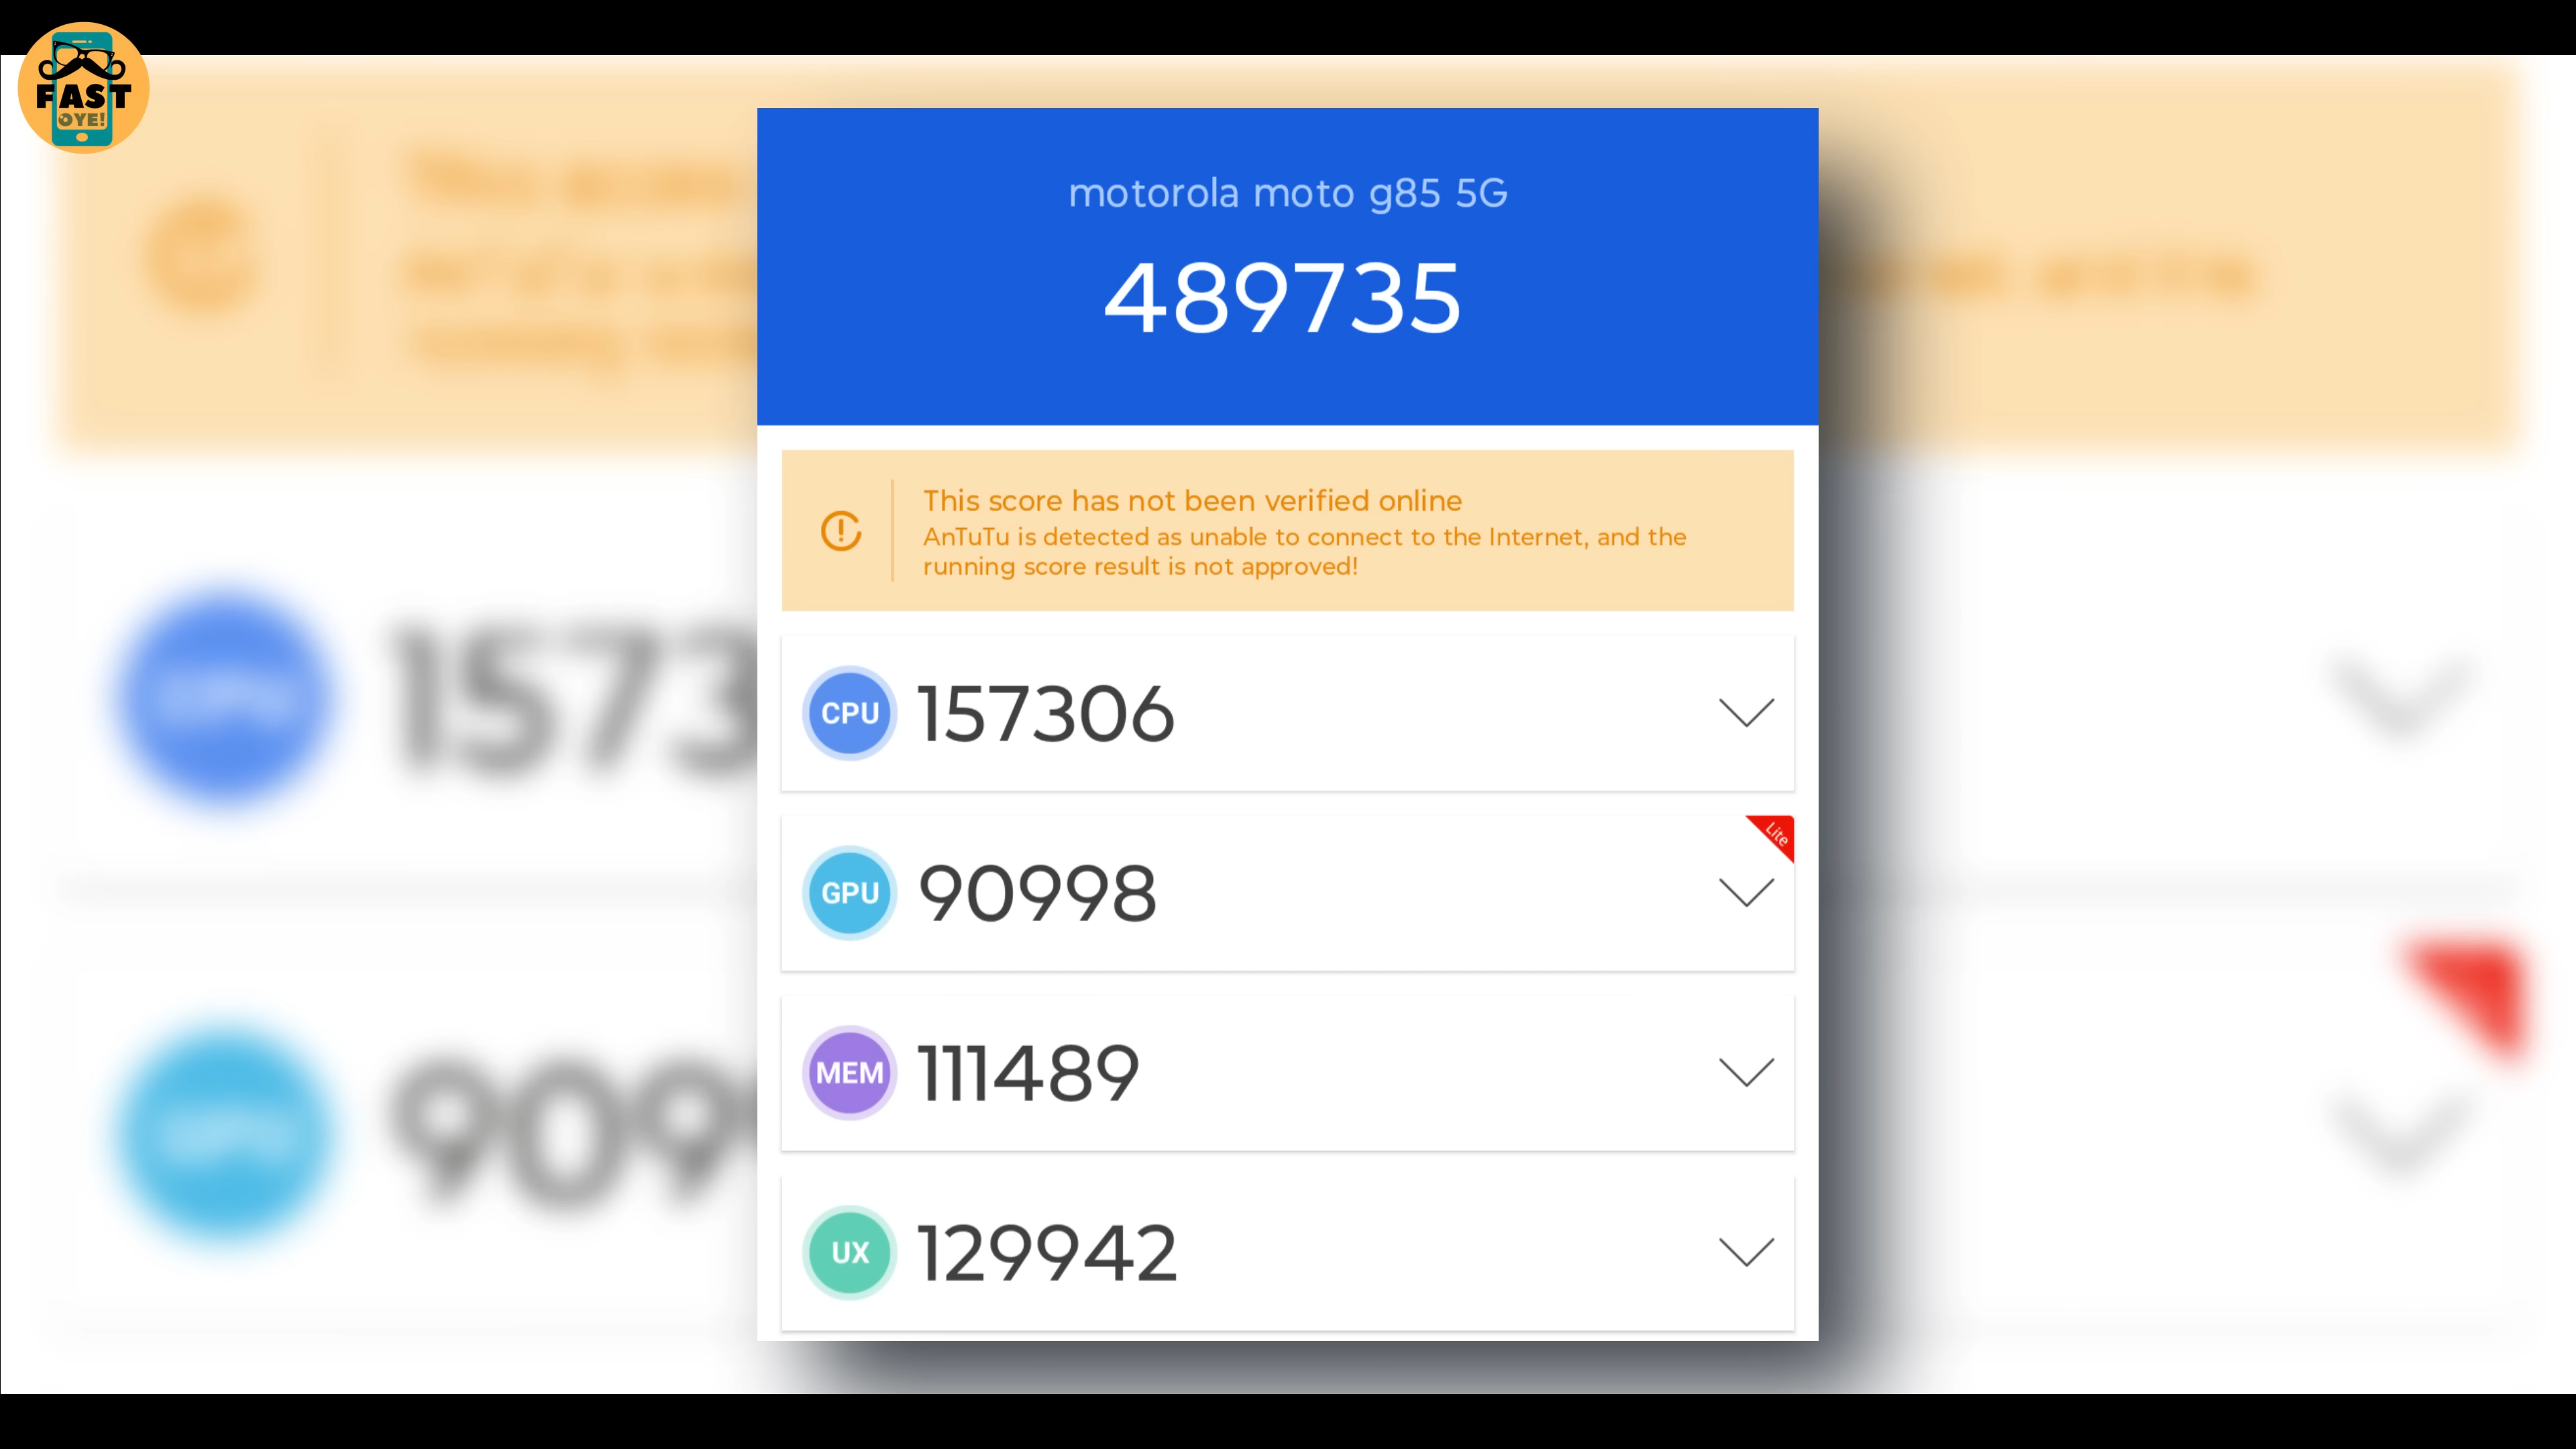 FAST
OYE!
motorola moto g85 5G
489735
This score has not been verified online
AnTuTu is detected as unable to connect to the Internet, and the
running score result is not approved!
CPU 157306
Lite
GPU 90998
MEM 111489
UX 129942